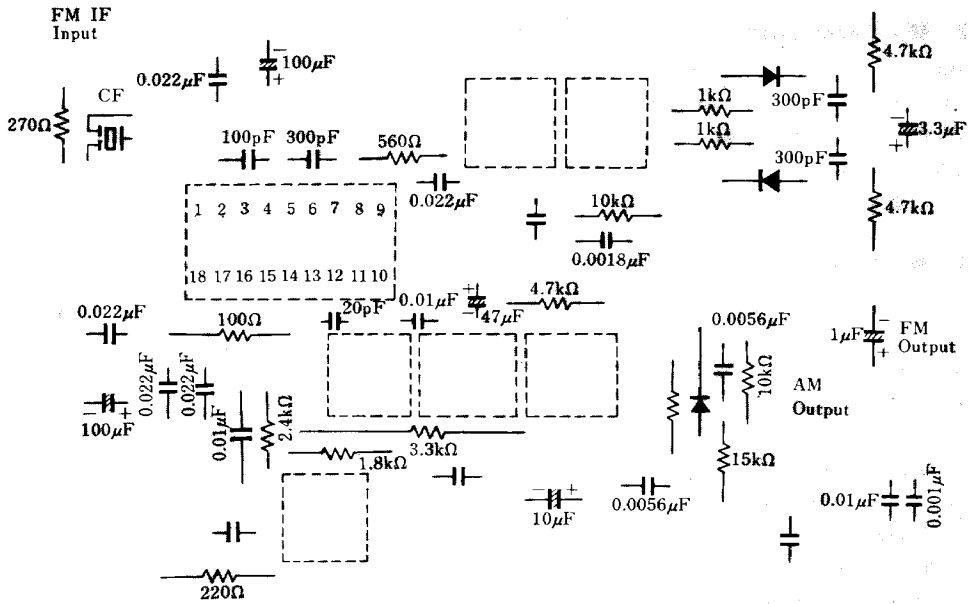 FM IF
Input
0.022μF
−
100μF
+
4.7kΩ
CF
270Ω
1kΩ
300pF
1kΩ
−
3.3μF
+
100pF
300pF
560Ω
300pF
0.022μF
1 2 3 4 5 6 7 8 9
10kΩ
4.7kΩ
0.0018μF
18 17 16 15 14 13 12 11 10
0.022μF
100Ω
20pF
0.01μF
+
−
47μF
4.7kΩ
0.0056μF
1μF
−
+
FM
Output
0.022μF
0.022μF
10kΩ
AM
Output
− +
100μF
0.01μF
2.4kΩ
3.3kΩ
1.8kΩ
15kΩ
− +
10μF
0.0056μF
0.01μF
0.001μF
220Ω